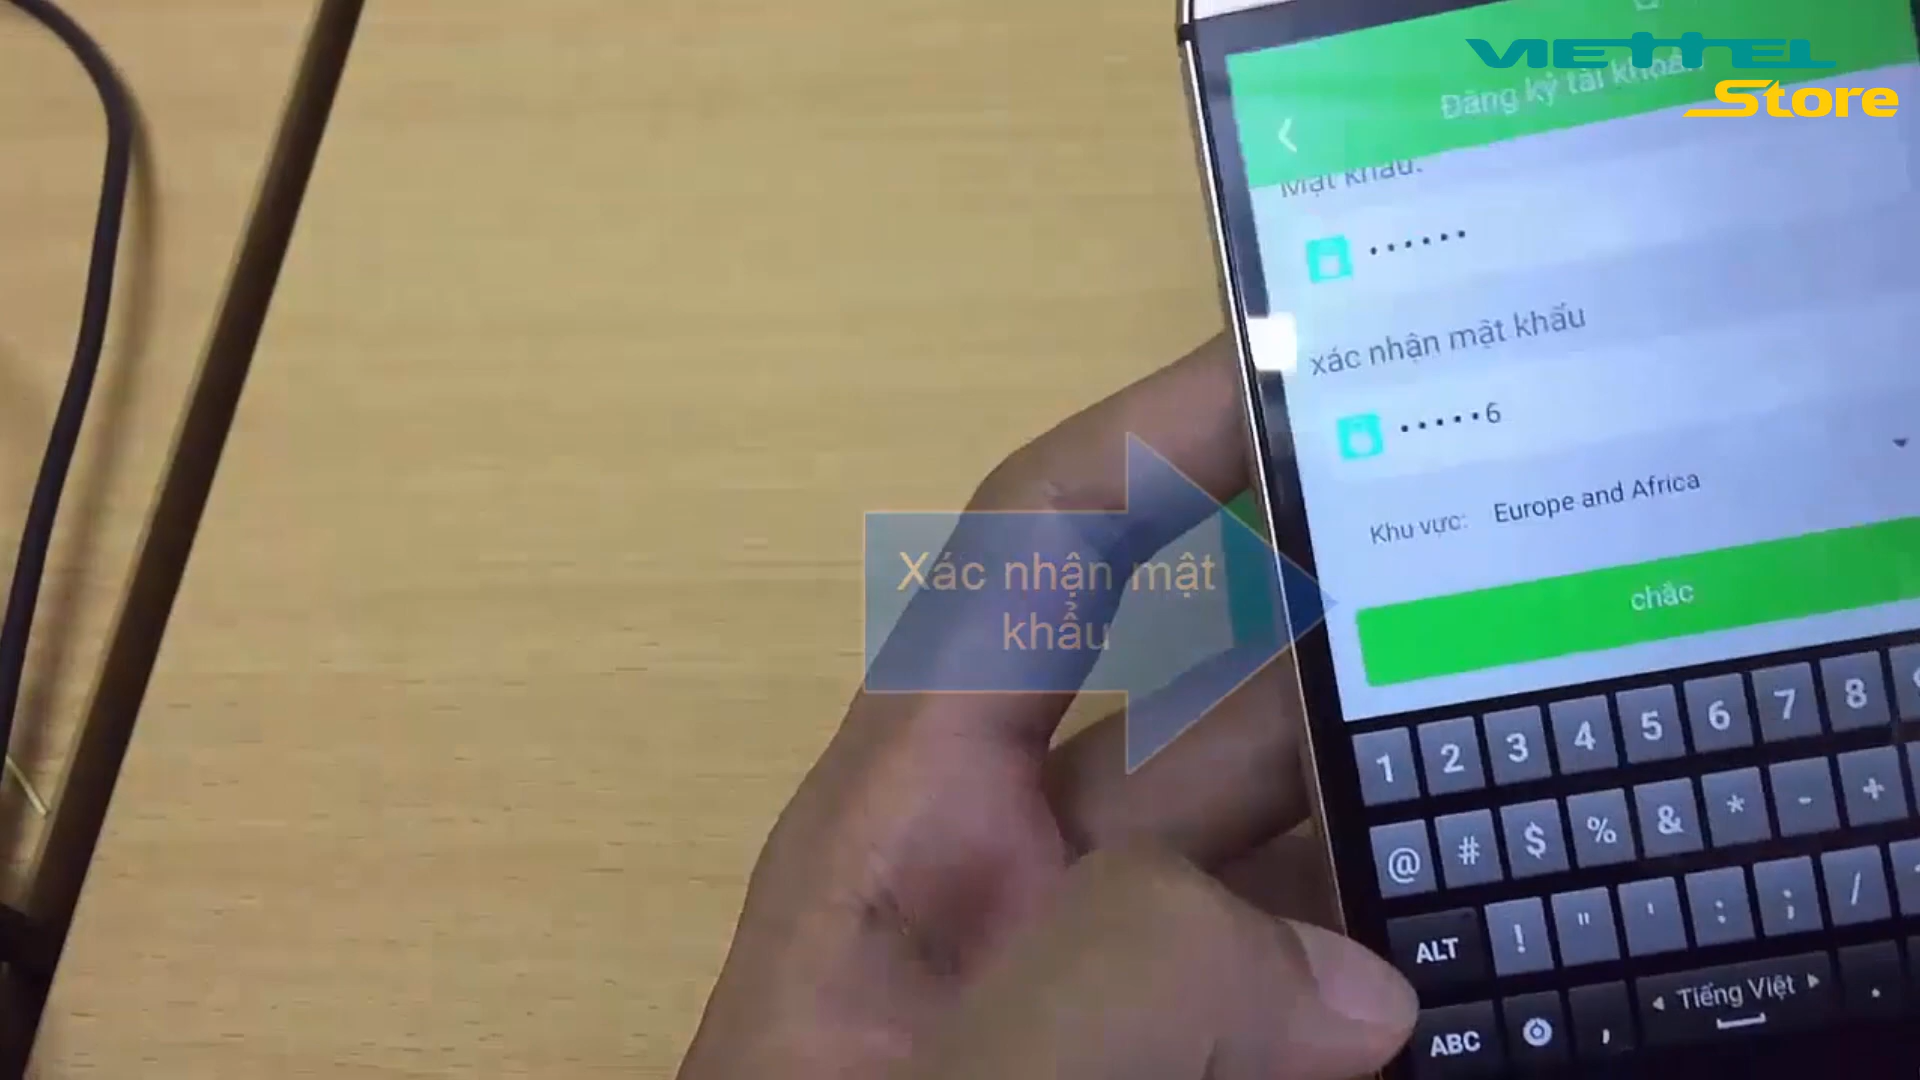 VIETTEL
Store
Đăng ký tài khoản
Mật khẩu:
••••••
xác nhận mật khẩu
•••••6
Khu vực: Europe and Africa
chắc
Xác nhận mật
khẩu
1 2 3 4 5 6 7 8
@ # $ % & * - +
ALT ! " ' : ; /
ABC , Tiếng Việt .